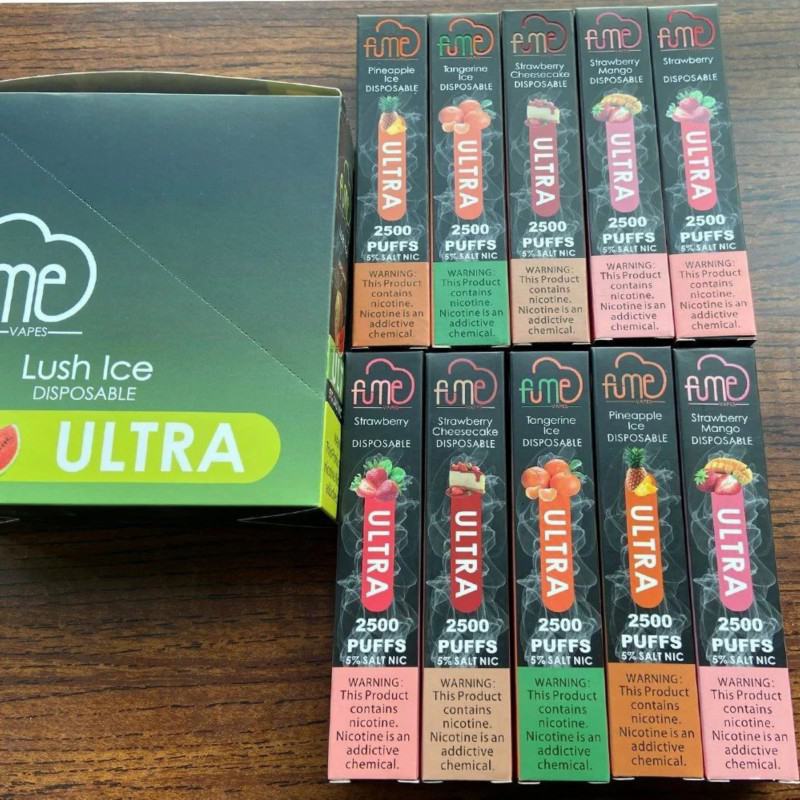 me
VAPES
Lush Ice
DISPOSABLE
ULTRA
fume
Pineapple
Ice
DISPOSABLE
ULTRA
2500
PUFFS
5% SALT NIC
WARNING:
This Product
contains
nicotine.
Nicotine is an
addictive
chemical.
fume
Tangerine
Ice
DISPOSABLE
ULTRA
2500
PUFFS
5% SALT NIC
WARNING:
This Product
contains
nicotine.
Nicotine is an
addictive
chemical.
fume
Strawberry
Cheesecake
DISPOSABLE
ULTRA
2500
PUFFS
5% SALT NIC
WARNING:
This Product
contains
nicotine.
Nicotine is an
addictive
chemical.
fume
Strawberry
Mango
DISPOSABLE
ULTRA
2500
PUFFS
5% SALT NIC
WARNING:
This Product
contains
nicotine.
Nicotine is an
addictive
chemical.
fume
Strawberry
DISPOSABLE
ULTRA
2500
PUFFS
5% SALT NIC
WARNING:
This Product
contains
nicotine.
Nicotine is an
addictive
chemical.
fume
VAPES
Strawberry
DISPOSABLE
ULTRA
2500
PUFFS
5% SALT NIC
WARNING:
This Product
contains
nicotine.
Nicotine is an
addictive
chemical.
fume
VAPES
Strawberry
Cheesecake
DISPOSABLE
ULTRA
2500
PUFFS
5% SALT NIC
WARNING:
This Product
contains
nicotine.
Nicotine is an
addictive
chemical.
fume
VAPES
Tangerine
Ice
DISPOSABLE
ULTRA
2500
PUFFS
5% SALT NIC
WARNING:
This Product
contains
nicotine.
Nicotine is an
addictive
chemical.
fume
VAPES
Pineapple
Ice
DISPOSABLE
ULTRA
2500
PUFFS
5% SALT NIC
WARNING:
This Product
contains
nicotine.
Nicotine is an
addictive
chemical.
fume
VAPES
Strawberry
Mango
DISPOSABLE
ULTRA
2500
PUFFS
5% SALT NIC
WARNING:
This Product
contains
nicotine.
Nicotine is an
addictive
chemical.